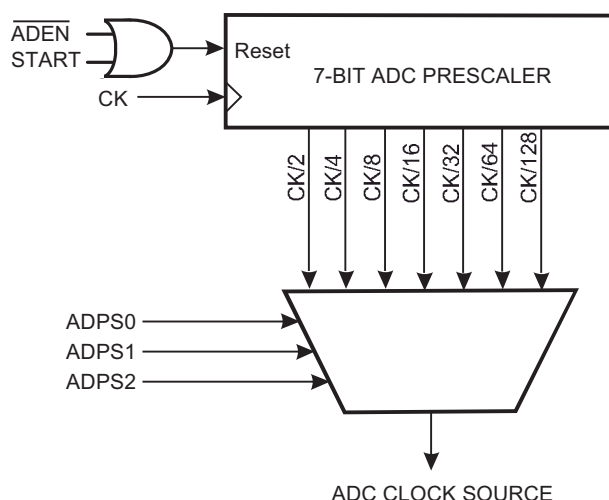 ADEN
START
Reset
7-BIT ADC PRESCALER
CK
CK/2
CK/4
CK/8
CK/16
CK/32
CK/64
CK/128
ADPS0
ADPS1
ADPS2
ADC CLOCK SOURCE